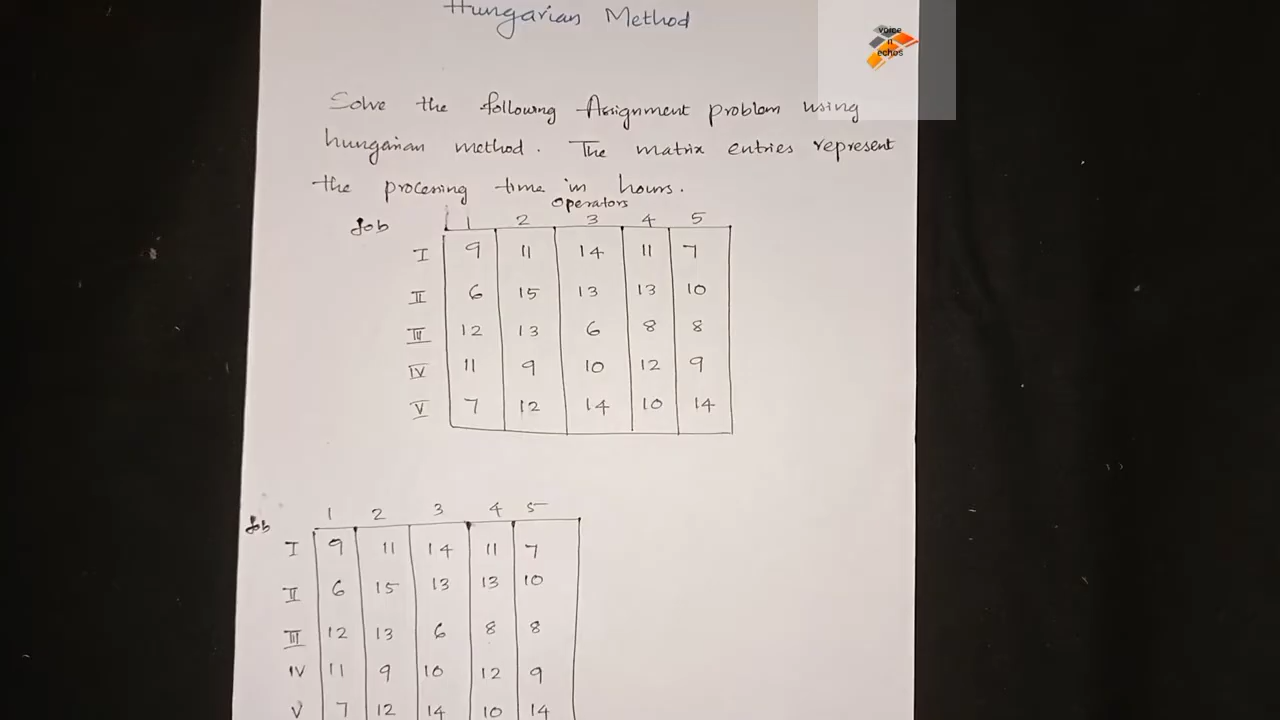 Hungarian Method
voice
n
echos
Solve the following Assignment problem using
hungarian method. The matrix entries represent
the processing time in hours.
Operators
Job 1 2 3 4 5
I 9 11 14 11 7
II 6 15 13 13 10
III 12 13 6 8 8
IV 11 9 10 12 9
V 7 12 14 10 14
Job 1 2 3 4 5
I 9 11 14 11 7
II 6 15 13 13 10
III 12 13 6 8 8
IV 11 9 10 12 9
V 7 12 14 10 14